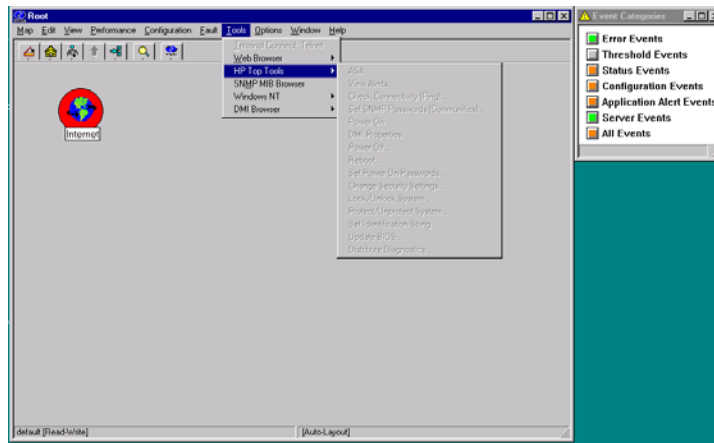 Root
Map Edit View Performance Configuration Fault Tools Options Window Help
Terminal Connect: Telnet
Web Browser
HP Top Tools
SNMP MIB Browser
Windows NT
DMI Browser
ASA
View Alerts
Check Connectivity (Ping)...
Set SNMP Passwords (Communities)...
Power On
DMI Properties
Power Off
Reboot...
Set Power On Passwords...
Change Security Settings...
Lock/Unlock System...
Protect/Unprotect System...
Set Identification String...
Update BIOS...
Distribute Diagnostics...
Internet
default [Read-Write]
[Auto-Layout]
Event Categories
Error Events
Threshold Events
Status Events
Configuration Events
Application Alert Events
Server Events
All Events